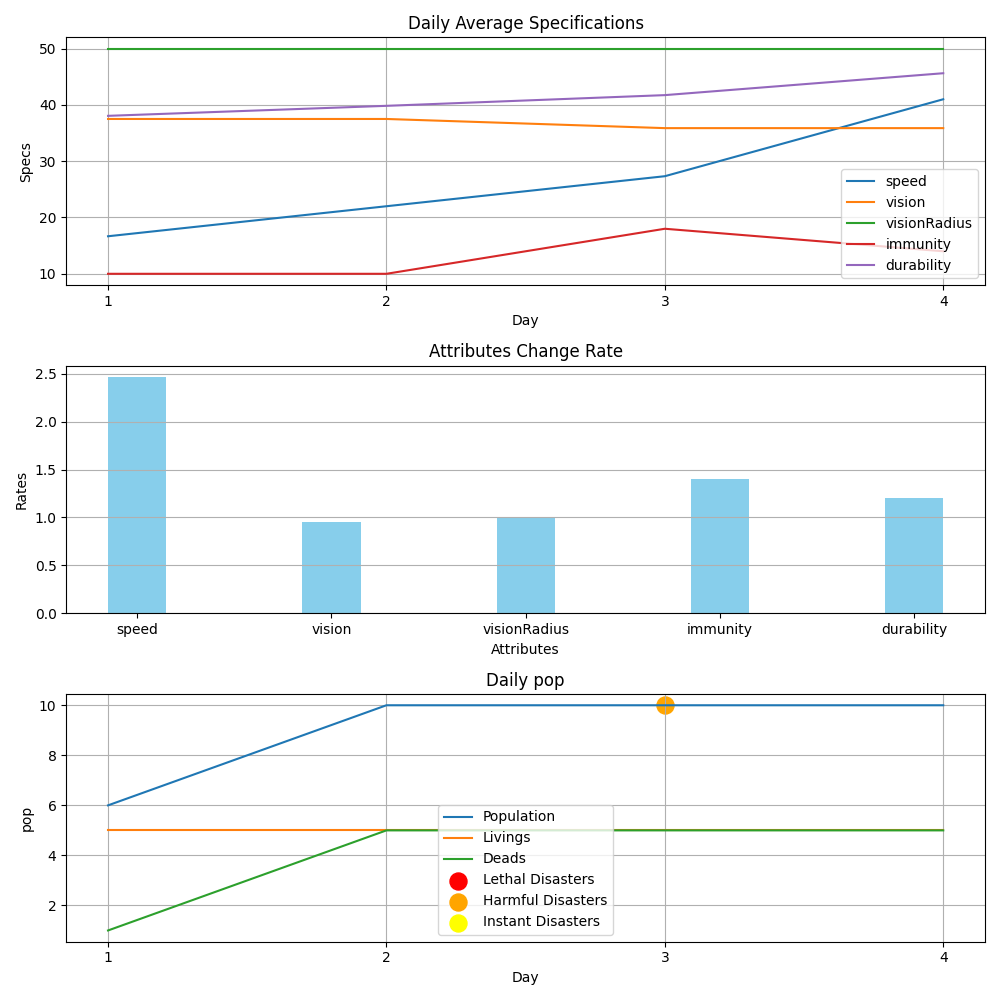 Daily Average Specifications
50
40
30
20
10
Specs
speed
vision
visionRadius
immunity
durability
1 2 3 4
Day
Attributes Change Rate
2.5
2.0
1.5
1.0
0.5
0.0
Rates
speed vision visionRadius immunity durability
Attributes
Daily pop
10
8
6
4
2
pop
Population
Livings
Deads
Lethal Disasters
Harmful Disasters
Instant Disasters
1 2 3 4
Day